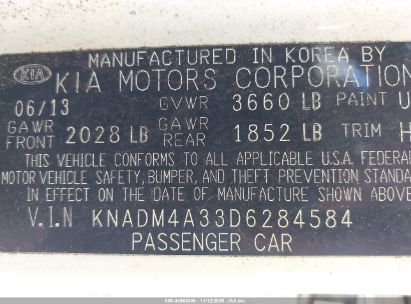 MANUFACTURED IN KOREA BY
KIA KIA MOTORS CORPORATION
06/13 GVWR 3660 LB PAINT U
GAWR FRONT 2028 LB GAWR REAR 1852 LB TRIM H
THIS VEHICLE CONFORMS TO ALL APPLICABLE U.S.A. FEDERA
MOTOR VEHICLE SAFETY, BUMPER, AND THEFT PREVENTION STANDA
IN EFFECT ON THE DATE OF MANUFACTURE SHOWN ABOVE
V.I.N KNADM4A33D6284584
PASSENGER CAR